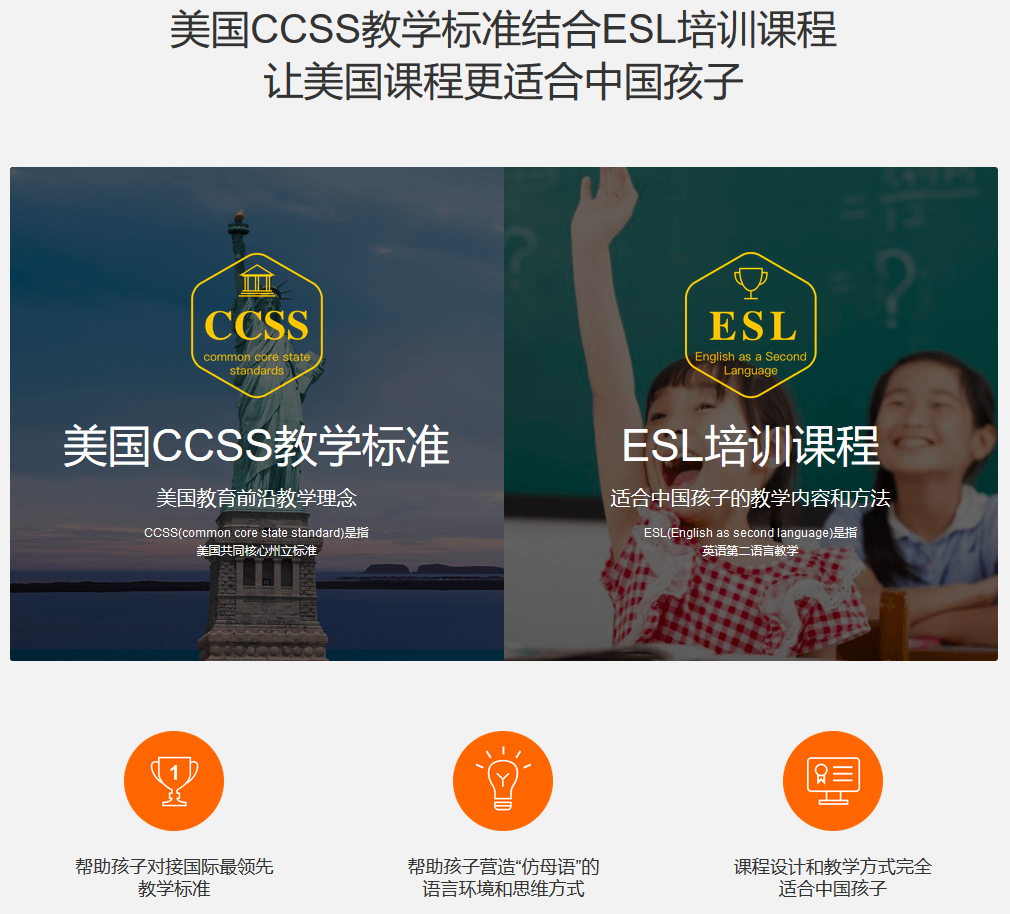 美国CCSS教学标准结合ESL培训课程
让美国课程更适合中国孩子
CCSS
common core state
standards
美国CCSS教学标准
美国教育前沿教学理念
CCSS(common core state standard)是指
美国共同核心州立标准
ESL
English as a Second
Language
ESL培训课程
适合中国孩子的教学内容和方法
ESL(English as second language)是指
英语第二语言教学
1
帮助孩子对接国际最领先
教学标准
帮助孩子营造“仿母语”的
语言环境和思维方式
课程设计和教学方式完全
适合中国孩子